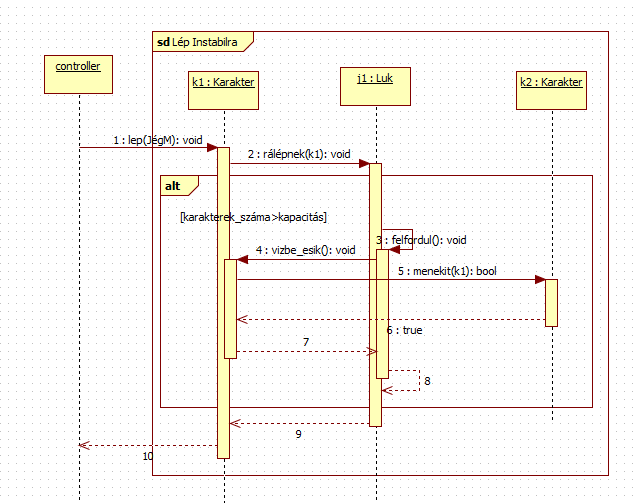 sd Lép Instabilra
controller
k1 : Karakter
j1 : Luk
k2 : Karakter
1 : lep(JégM): void
2 : rálépnek(k1): void
alt
[karakterek_száma>kapacitás]
3 : felfordul(): void
4 : vizbe_esik(): void
5 : menekit(k1): bool
6 : true
7
8
9
10